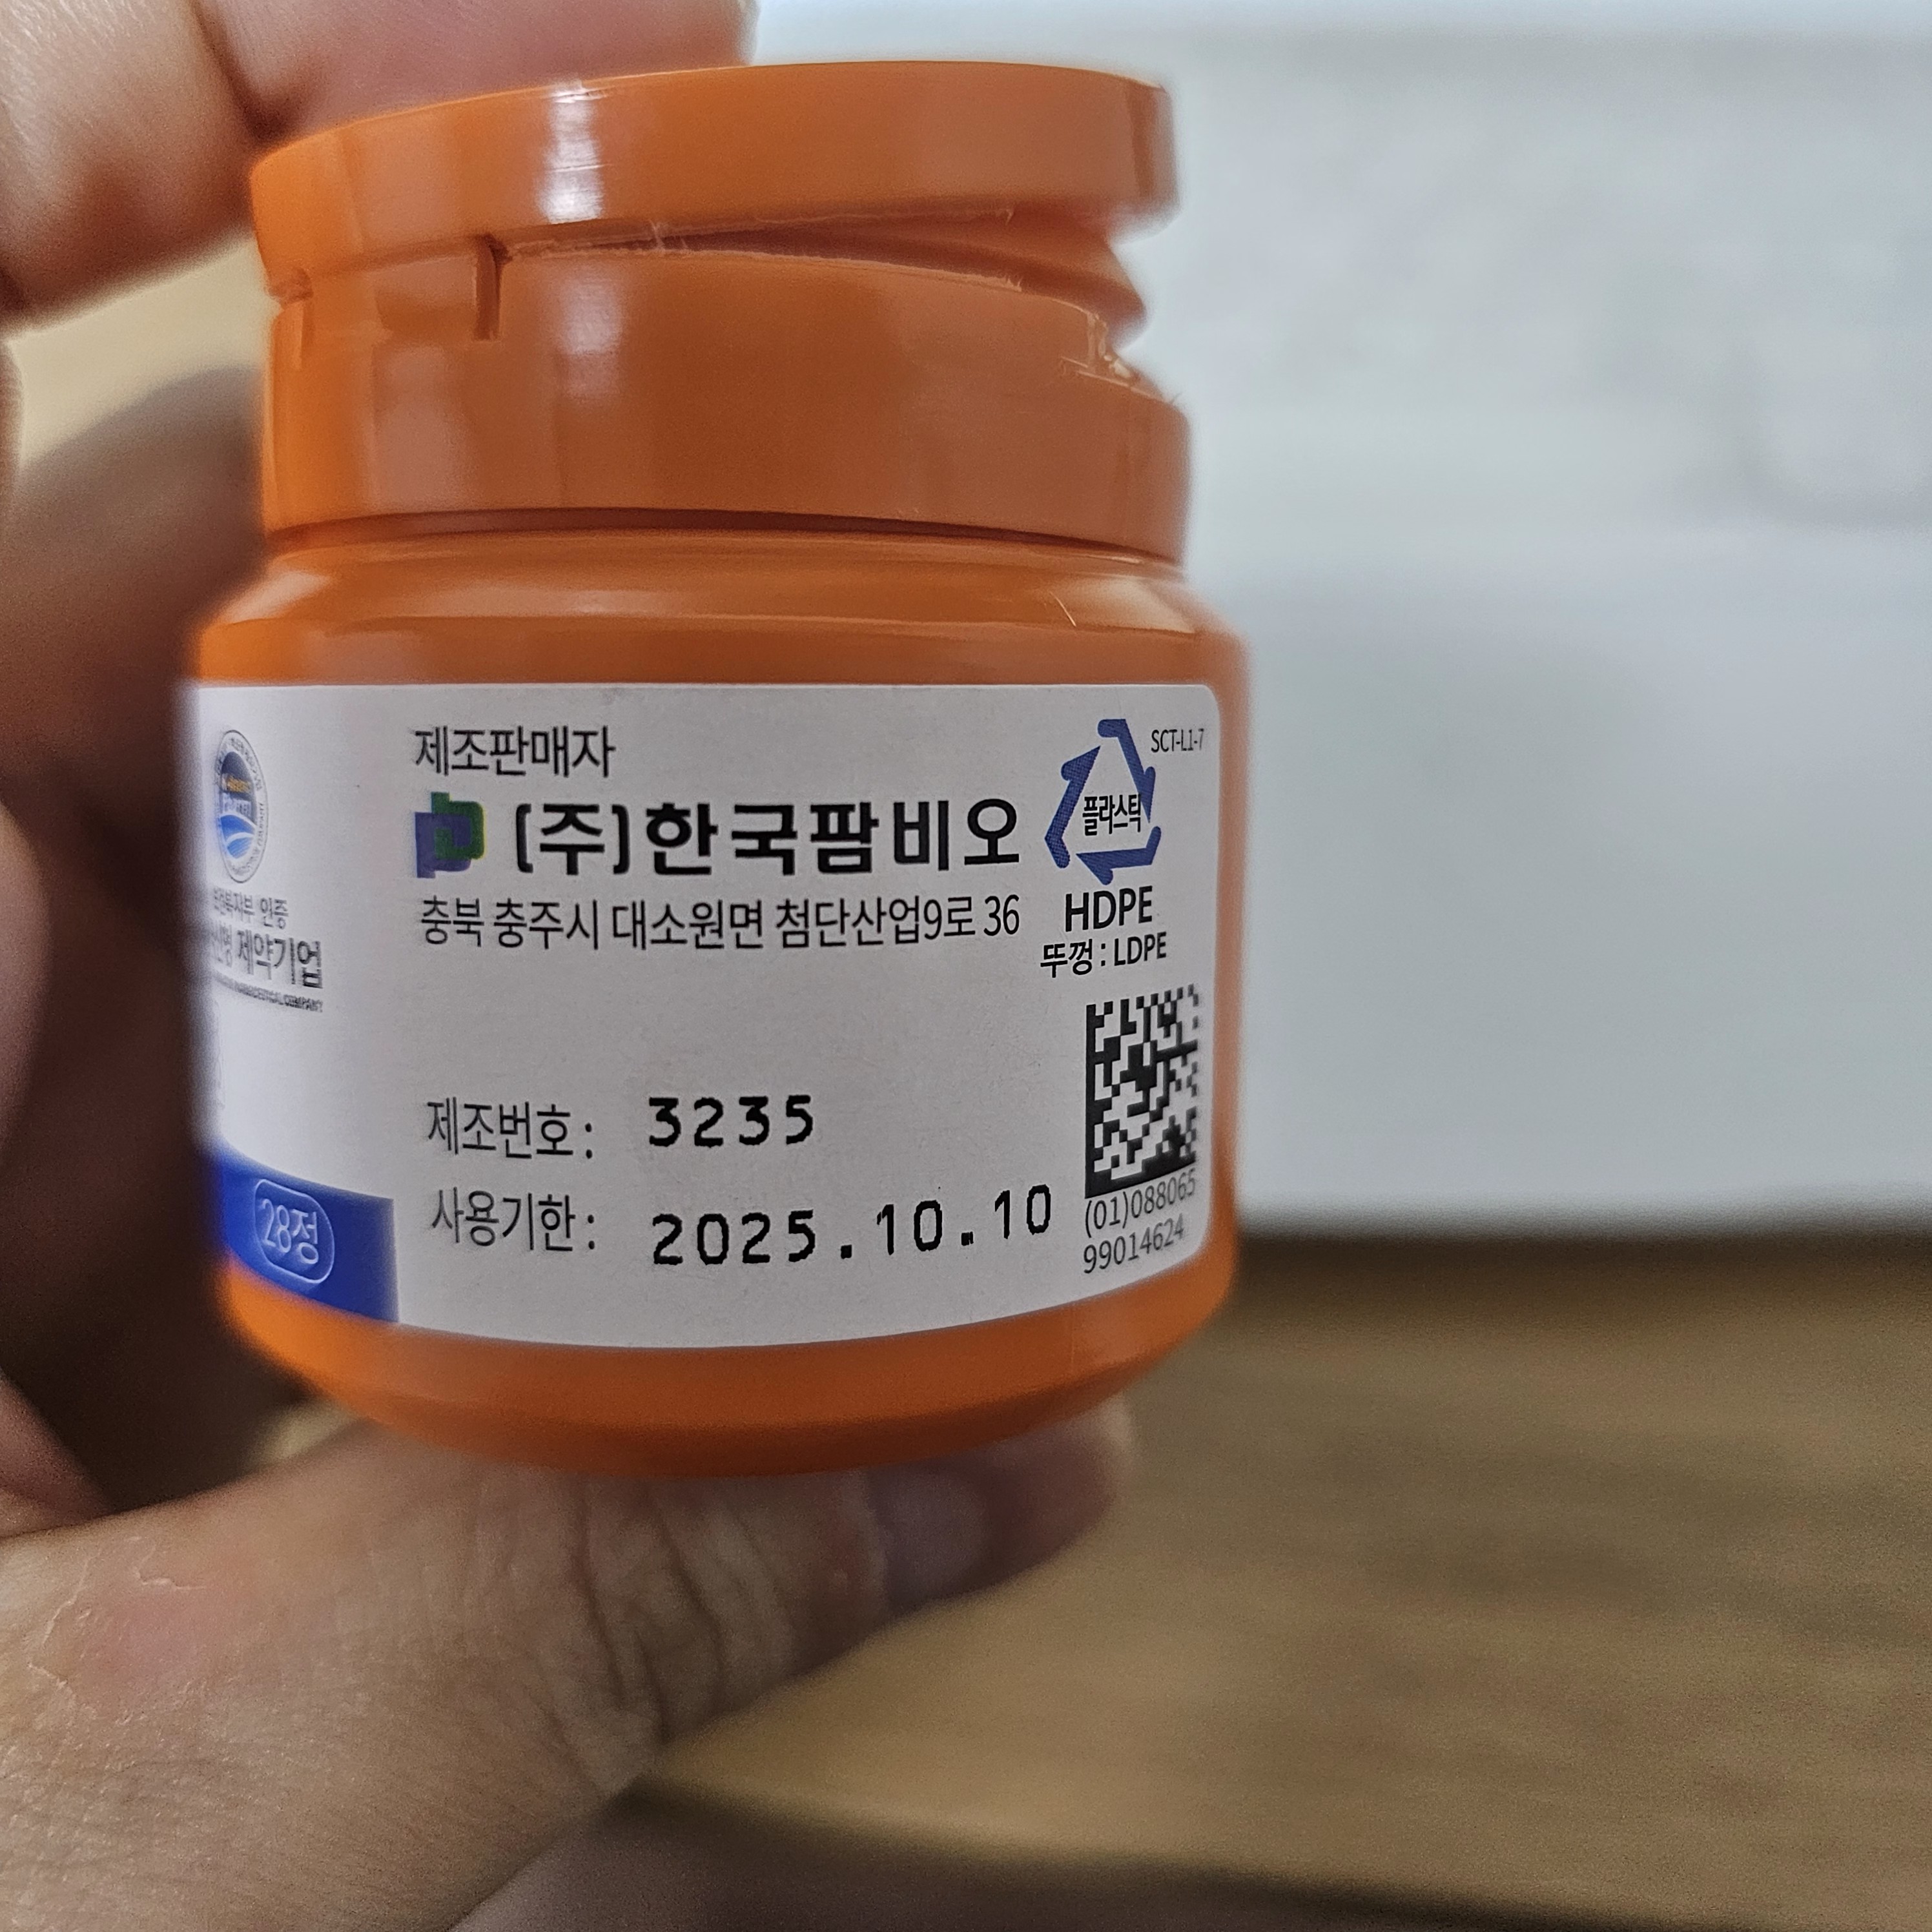 제조판매자
(주)한국팜비오
충북 충주시 대소원면 첨단산업9로 36
제조번호 : 3235
사용기한 : 2025.10.10
SCT-L1-7
플라스틱
HDPE
뚜껑 : LDPE
(01)088065
99014624
인증
제약기업
28정